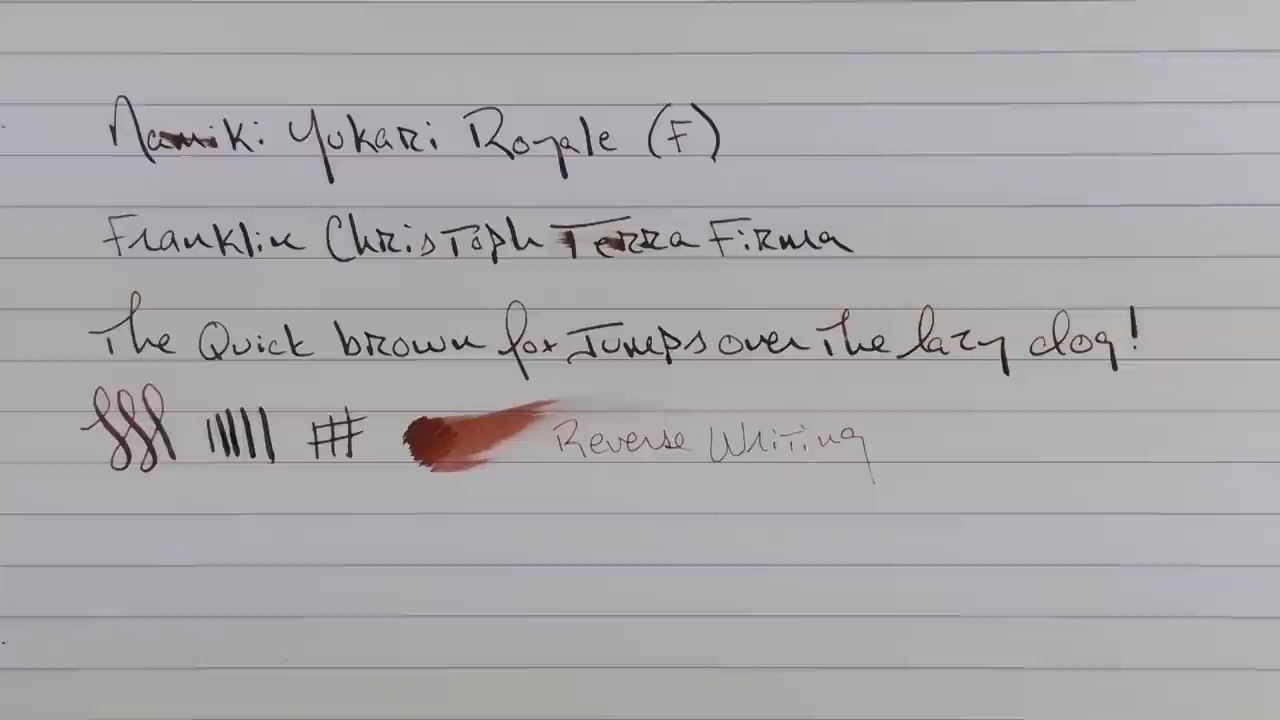 Namiki Yukari Royale (F)
Franklin Christoph Terra Firma
The Quick brown fox Jumps over The lazy dog!
Reverse Writing